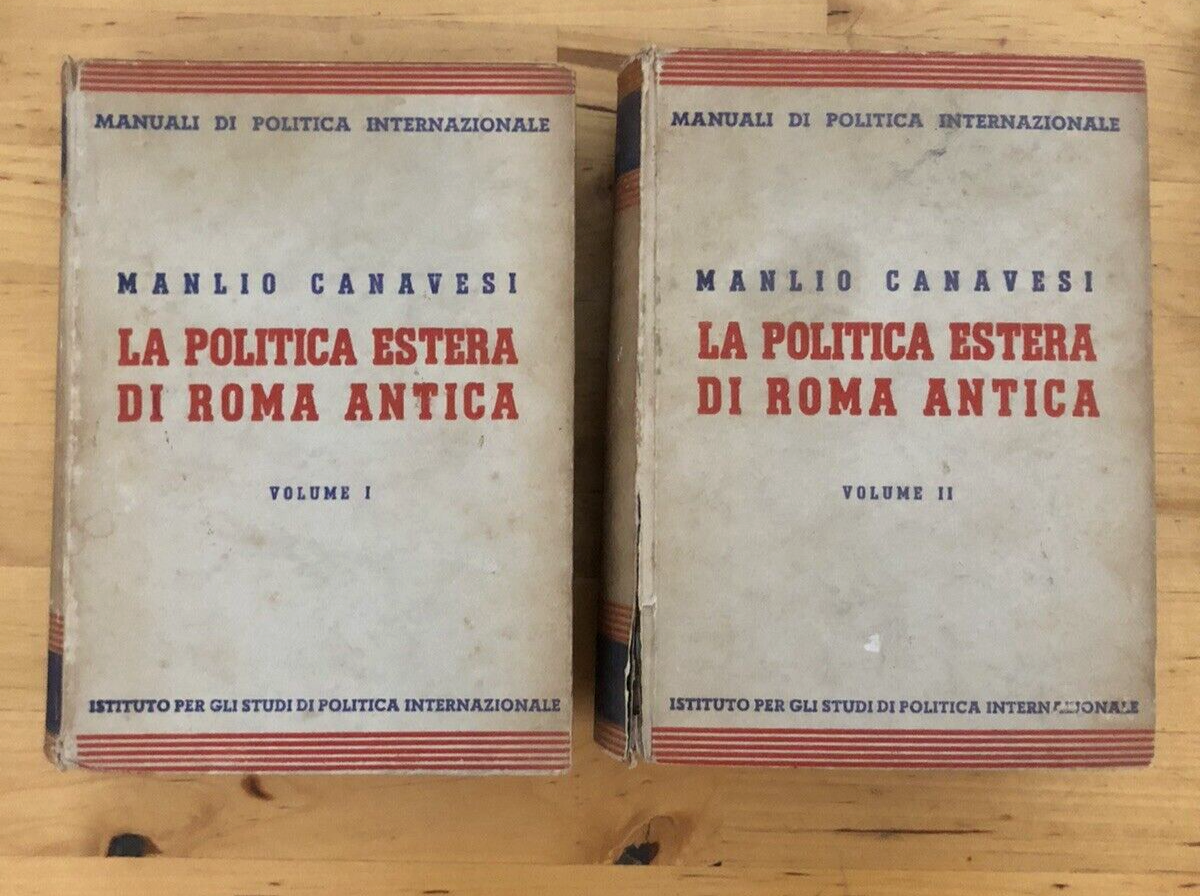 MANUALI DI POLITICA INTERNAZIONALE
MANLIO CANAVESI
LA POLITICA ESTERA
DI ROMA ANTICA
VOLUME I
ISTITUTO PER GLI STUDI DI POLITICA INTERNAZIONALE
MANUALI DI POLITICA INTERNAZIONALE
MANLIO CANAVESI
LA POLITICA ESTERA
DI ROMA ANTICA
VOLUME II
ISTITUTO PER GLI STUDI DI POLITICA INTERNAZIONALE